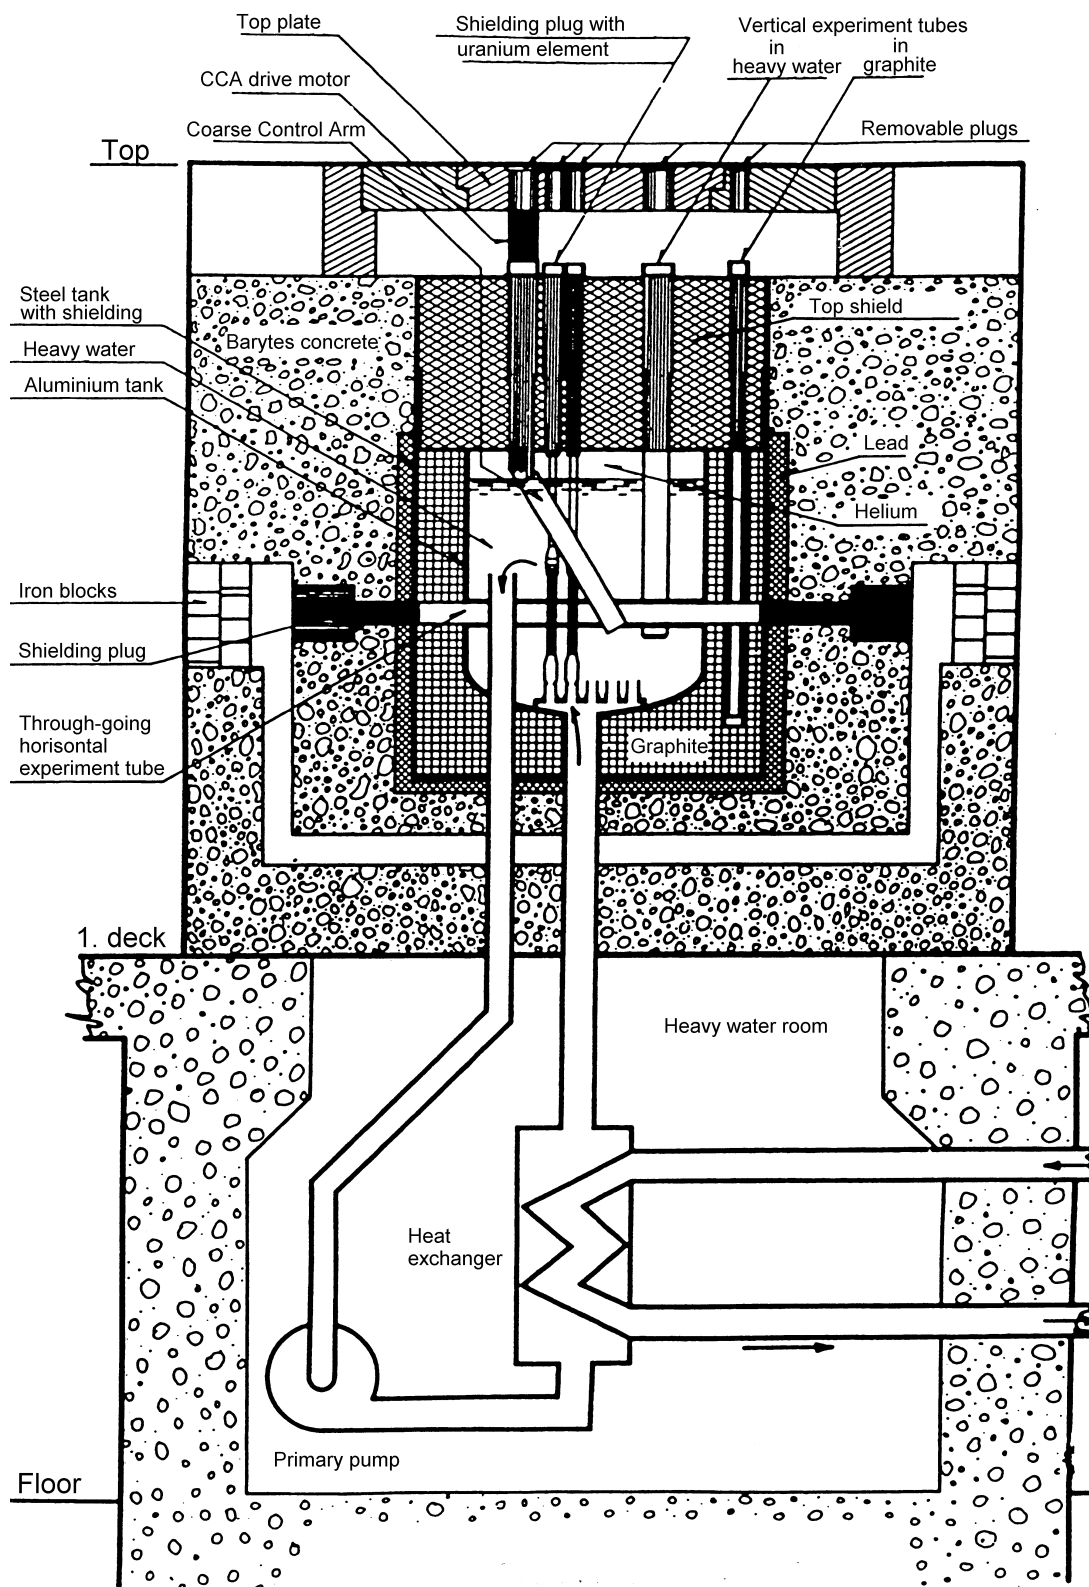 Top plate
Shielding plug with
uranium element
Vertical experiment tubes
in
heavy water
in
graphite
CCA drive motor
Coarse Control Arm
Removable plugs
Top
Steel tank
with shielding
Heavy water
Aluminium tank
Barytes concrete
Top shield
Lead
Helium
Iron blocks
Shielding plug
Through-going
horisontal
experiment tube
Graphite
1. deck
Heavy water room
Heat
exchanger
Primary pump
Floor